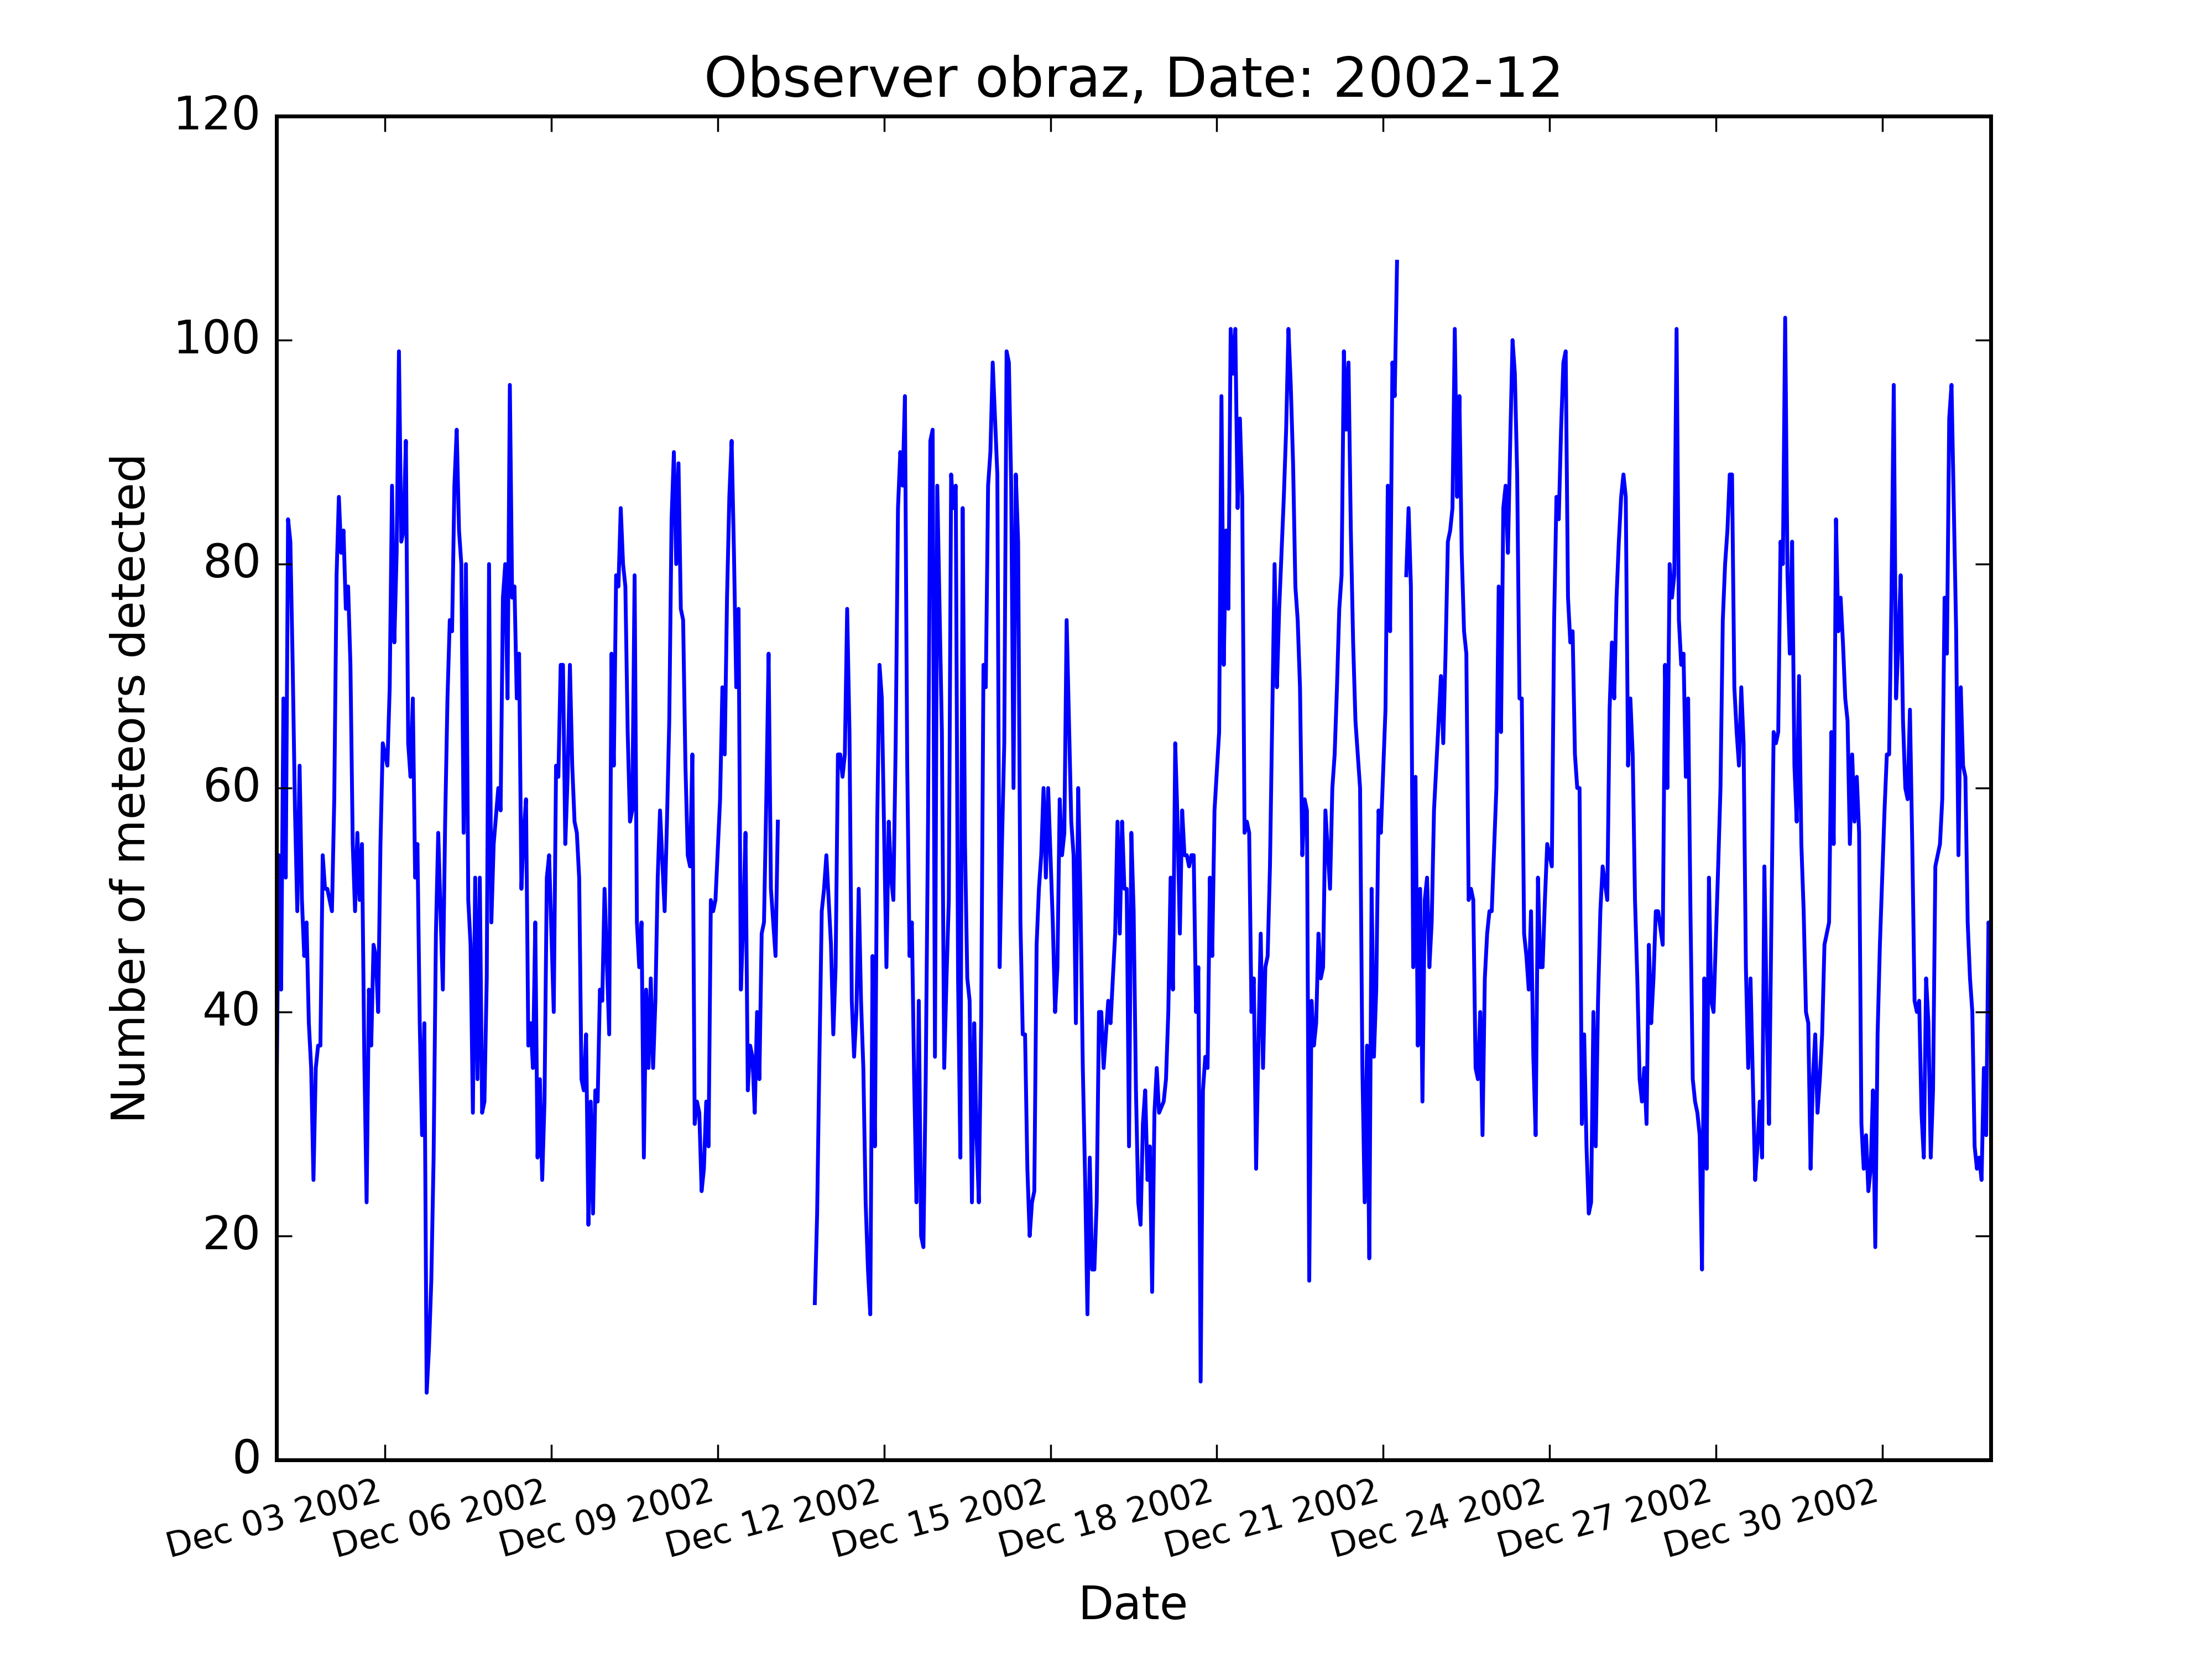 Observer obraz, Date: 2002-12
120
100
80
60
40
20
0
Number of meteors detected
Dec 03 2002
Dec 06 2002
Dec 09 2002
Dec 12 2002
Dec 15 2002
Dec 18 2002
Dec 21 2002
Dec 24 2002
Dec 27 2002
Dec 30 2002
Date